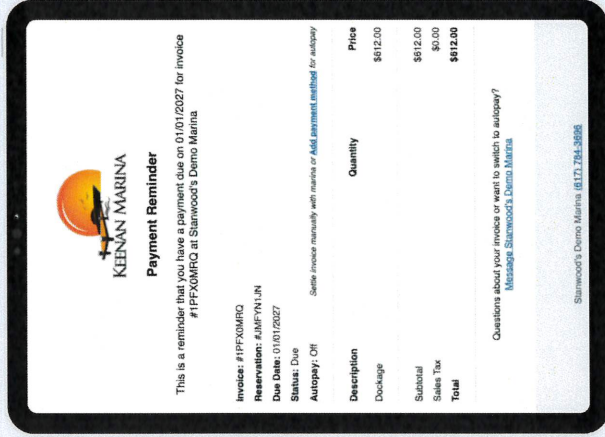 KEENAN MARINA
Payment Reminder
This is a reminder that you have a payment due on 01/01/2027 for invoice
#1PFX0MRQ at Stanwood's Demo Marina
Invoice: #1PFX0MRQ
Reservation: #JMFYN1JN
Due Date: 01/01/2027
Status: Due
Autopay: Off Settle invoice manually with marina or Add payment method for autopay
Description Quantity Price
Dockage $612.00
Subtotal $612.00
Sales Tax $0.00
Total $612.00
Questions about your invoice or want to switch to autopay?
Message Stanwood's Demo Marina
Stanwood's Demo Marina (617) 784-3696